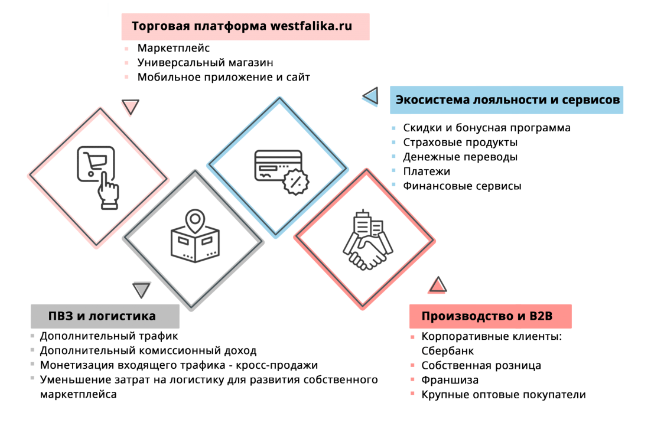 Торговая платформа westfalika.ru
Маркетплейс
Универсальный магазин
Мобильное приложение и сайт
Экосистема лояльности и сервисов
Скидки и бонусная программа
Страховые продукты
Денежные переводы
Платежи
Финансовые сервисы
ПВЗ и логистика
Дополнительный трафик
Дополнительный комиссионный доход
Монетизация входящего трафика - кросс-продажи
Уменьшение затрат на логистику для развития собственного
маркетплейса
Производство и B2B
Корпоративные клиенты:
Сбербанк
Собственная розница
Франшиза
Крупные оптовые покупатели